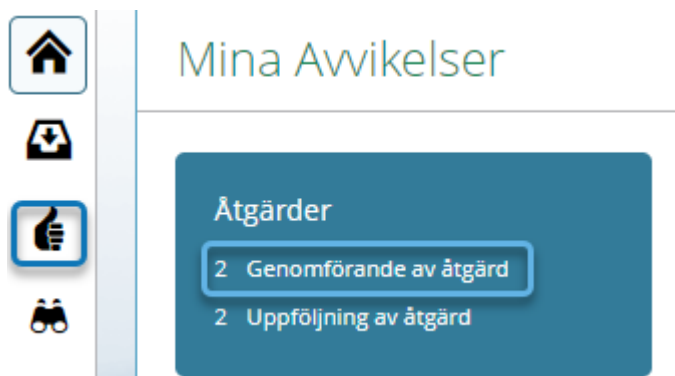 Mina Avvikelser
Åtgärder
2 Genomförande av åtgärd
2 Uppföljning av åtgärd